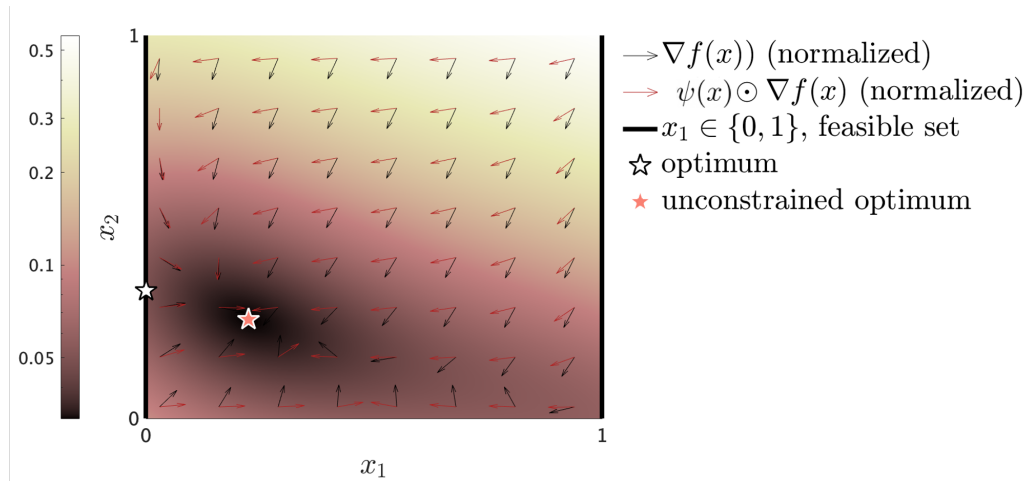 0.5
0.3
0.2
0.1
0.05
1
x₂
0
0
1
x₁
∇f(x)) (normalized)
ψ(x)⊙ ∇f(x) (normalized)
x₁ ∈ {0, 1}, feasible set
optimum
unconstrained optimum